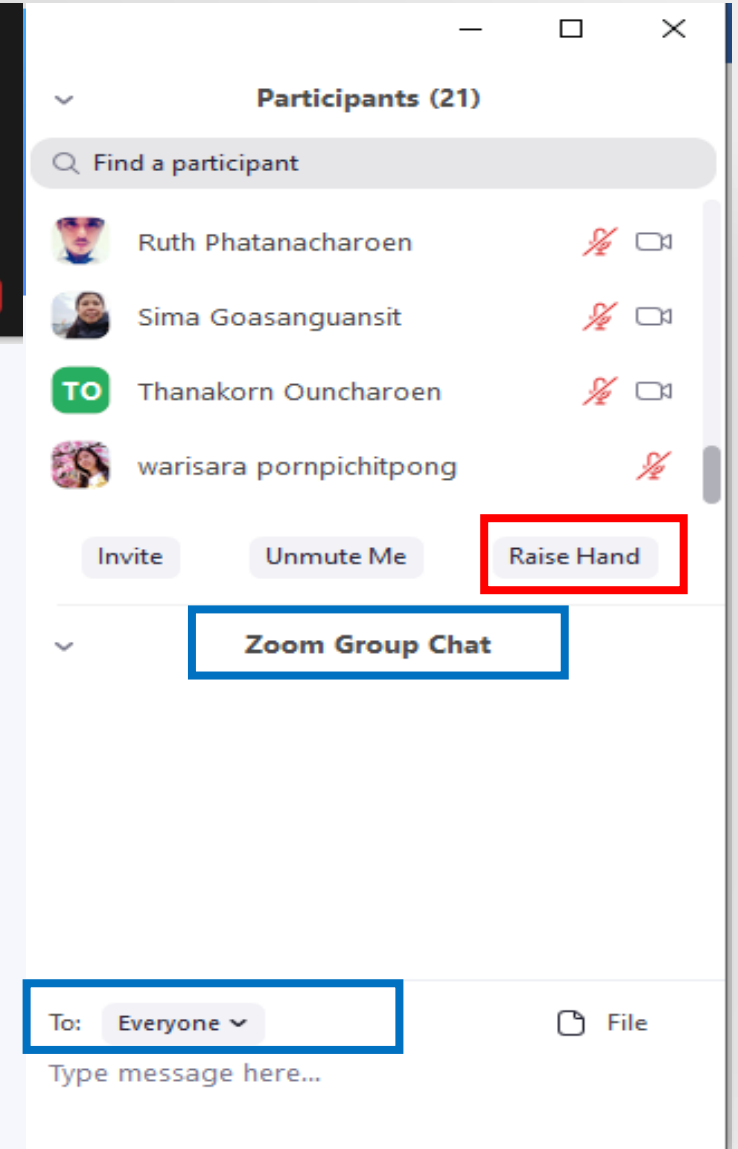 Participants (21)
Find a participant
Ruth Phatanacharoen
Sima Goasanguansit
TO Thanakorn Ouncharoen
warisara pornpichitpong
Invite Unmute Me Raise Hand
Zoom Group Chat
To: Everyone File
Type message here...